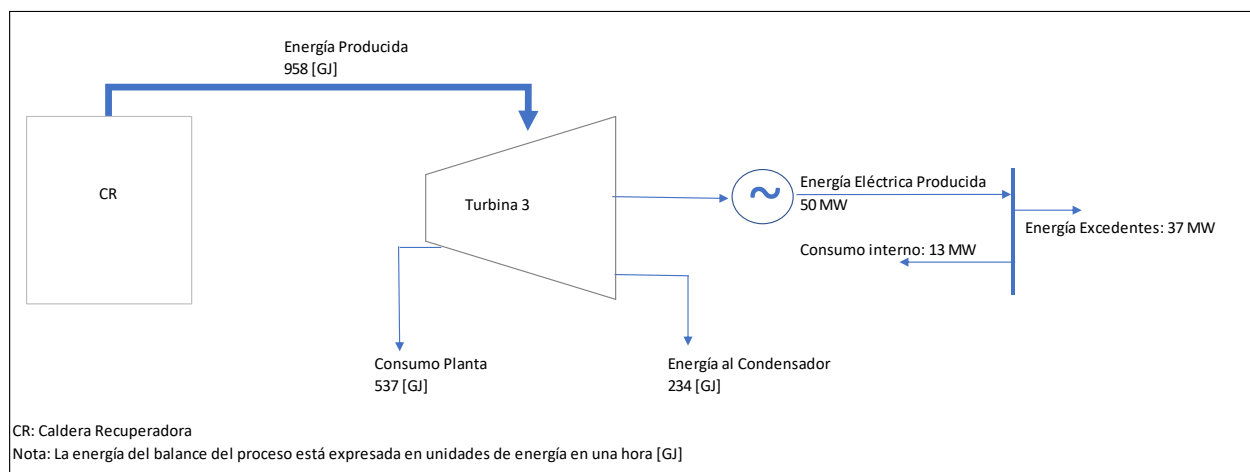 Energía Producida
958 [GJ]
CR
Turbina 3
Energía Eléctrica Producida
50 MW
Energía Excedentes: 37 MW
Consumo interno: 13 MW
Consumo Planta
537 [GJ]
Energía al Condensador
234 [GJ]
CR: Caldera Recuperadora
Nota: La energía del balance del proceso está expresada en unidades de energía en una hora [GJ]